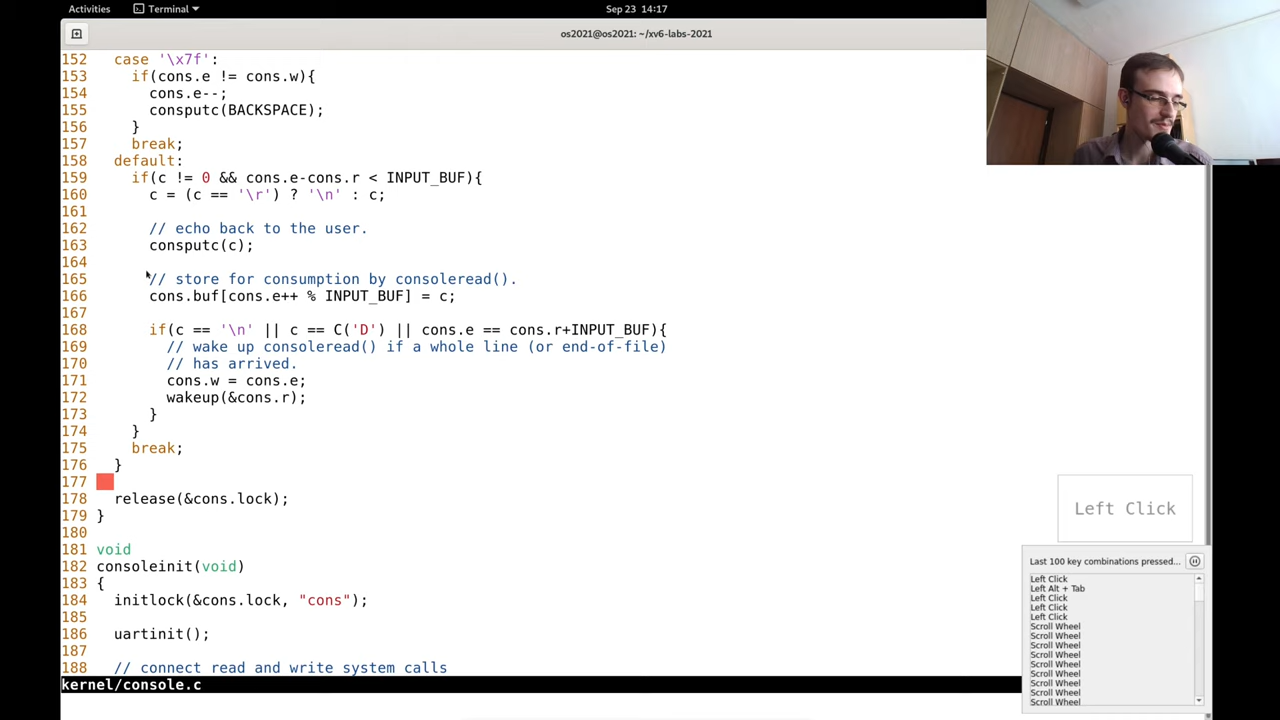 Activities Terminal Sep 23 14:17
os2021@os2021: ~/xv6-labs-2021
152 case '\x7f':
153 if(cons.e != cons.w){
154 cons.e--;
155 consputc(BACKSPACE);
156 }
157 break;
158 default:
159 if(c != 0 && cons.e-cons.r < INPUT_BUF){
160 c = (c == '\r') ? '\n' : c;
161
162 // echo back to the user.
163 consputc(c);
164
165 // store for consumption by consoleread().
166 cons.buf[cons.e++ % INPUT_BUF] = c;
167
168 if(c == '\n' || c == C('D') || cons.e == cons.r+INPUT_BUF){
169 // wake up consoleread() if a whole line (or end-of-file)
170 // has arrived.
171 cons.w = cons.e;
172 wakeup(&cons.r);
173 }
174 }
175 break;
176 }
177
178 release(&cons.lock);
179 }
180
181 void
182 consoleinit(void)
183 {
184 initlock(&cons.lock, "cons");
185
186 uartinit();
187
188 // connect read and write system calls
kernel/console.c
Left Click
Last 100 key combinations pressed...
Left Click
Left Alt + Tab
Left Click
Left Click
Left Click
Scroll Wheel
Scroll Wheel
Scroll Wheel
Scroll Wheel
Scroll Wheel
Scroll Wheel
Scroll Wheel
Scroll Wheel
Scroll Wheel